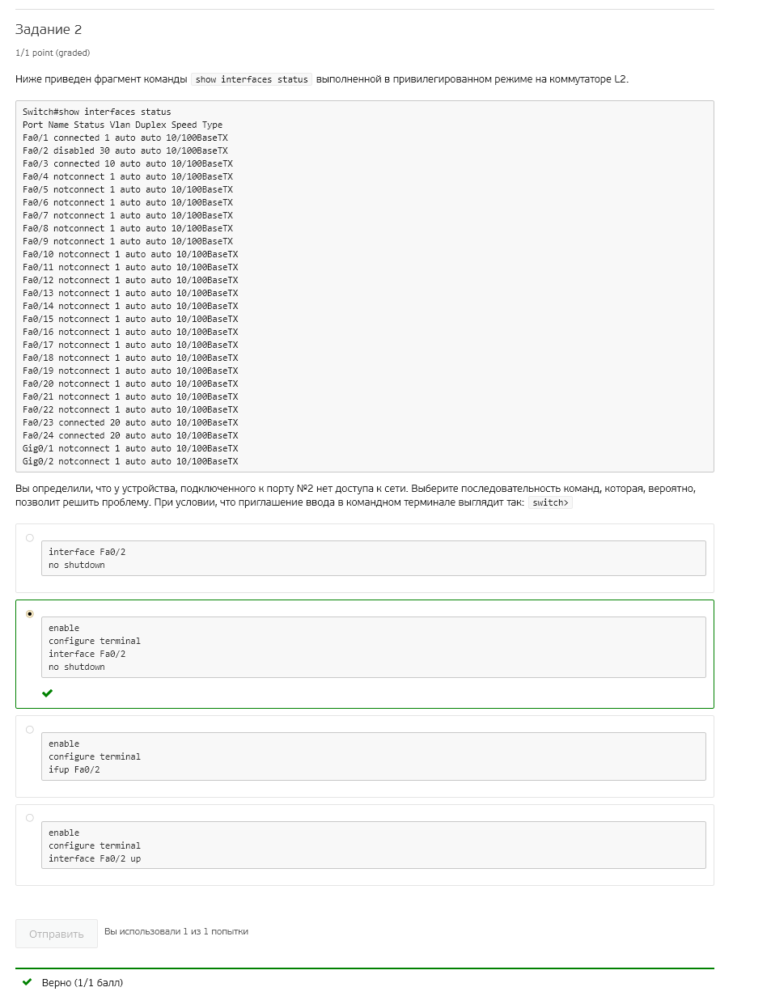 Задание 2
1/1 point (graded)
Ниже приведен фрагмент команды show interfaces status выполненной в привилегированном режиме на коммутаторе L2.
Switch#show interfaces status
Port Name Status Vlan Duplex Speed Type
Fa0/1 connected 1 auto auto 10/100BaseTX
Fa0/2 disabled 30 auto auto 10/100BaseTX
Fa0/3 connected 10 auto auto 10/100BaseTX
Fa0/4 notconnect 1 auto auto 10/100BaseTX
Fa0/5 notconnect 1 auto auto 10/100BaseTX
Fa0/6 notconnect 1 auto auto 10/100BaseTX
Fa0/7 notconnect 1 auto auto 10/100BaseTX
Fa0/8 notconnect 1 auto auto 10/100BaseTX
Fa0/9 notconnect 1 auto auto 10/100BaseTX
Fa0/10 notconnect 1 auto auto 10/100BaseTX
Fa0/11 notconnect 1 auto auto 10/100BaseTX
Fa0/12 notconnect 1 auto auto 10/100BaseTX
Fa0/13 notconnect 1 auto auto 10/100BaseTX
Fa0/14 notconnect 1 auto auto 10/100BaseTX
Fa0/15 notconnect 1 auto auto 10/100BaseTX
Fa0/16 notconnect 1 auto auto 10/100BaseTX
Fa0/17 notconnect 1 auto auto 10/100BaseTX
Fa0/18 notconnect 1 auto auto 10/100BaseTX
Fa0/19 notconnect 1 auto auto 10/100BaseTX
Fa0/20 notconnect 1 auto auto 10/100BaseTX
Fa0/21 notconnect 1 auto auto 10/100BaseTX
Fa0/22 notconnect 1 auto auto 10/100BaseTX
Fa0/23 connected 20 auto auto 10/100BaseTX
Fa0/24 connected 20 auto auto 10/100BaseTX
Gig0/1 notconnect 1 auto auto 10/100BaseTX
Gig0/2 notconnect 1 auto auto 10/100BaseTX
Вы определили, что у устройства, подключенного к порту №2 нет доступа к сети. Выберите последовательность команд, которая, вероятно,
позволит решить проблему. При условии, что приглашение ввода в командном терминале выглядит так: switch>
interface Fa0/2
no shutdown
enable
configure terminal
interface Fa0/2
no shutdown
enable
configure terminal
ifup Fa0/2
enable
configure terminal
interface Fa0/2 up
Отправить Вы использовали 1 из 1 попытки
Верно (1/1 балл)